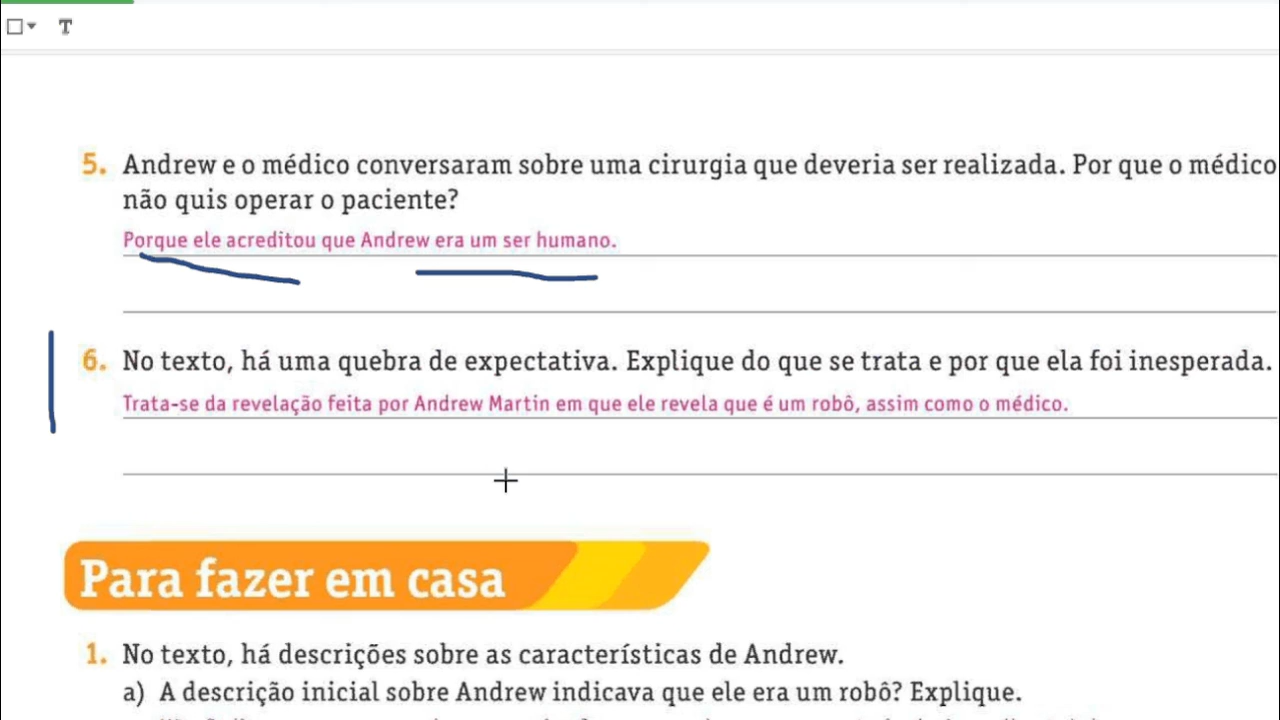 T
5. Andrew e o médico conversaram sobre uma cirurgia que deveria ser realizada. Por que o médico
não quis operar o paciente?
Porque ele acreditou que Andrew era um ser humano.
6. No texto, há uma quebra de expectativa. Explique do que se trata e por que ela foi inesperada.
Trata-se da revelação feita por Andrew Martin em que ele revela que é um robô, assim como o médico.
Para fazer em casa
1. No texto, há descrições sobre as características de Andrew.
a) A descrição inicial sobre Andrew indicava que ele era um robô? Explique.